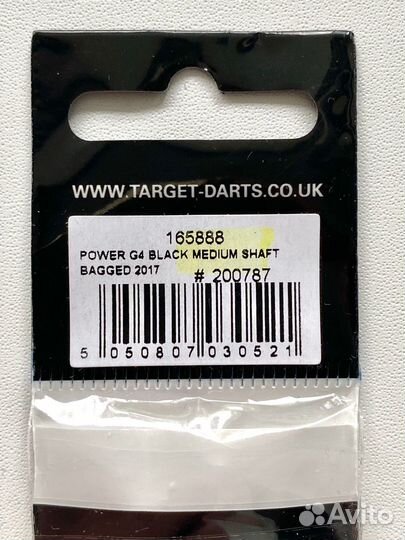 WWW.TARGET-DARTS.CO.UK
165888
POWER G4 BLACK MEDIUM SHAFT
BAGGED 2017 # 200787
5 050807 030521
Avito